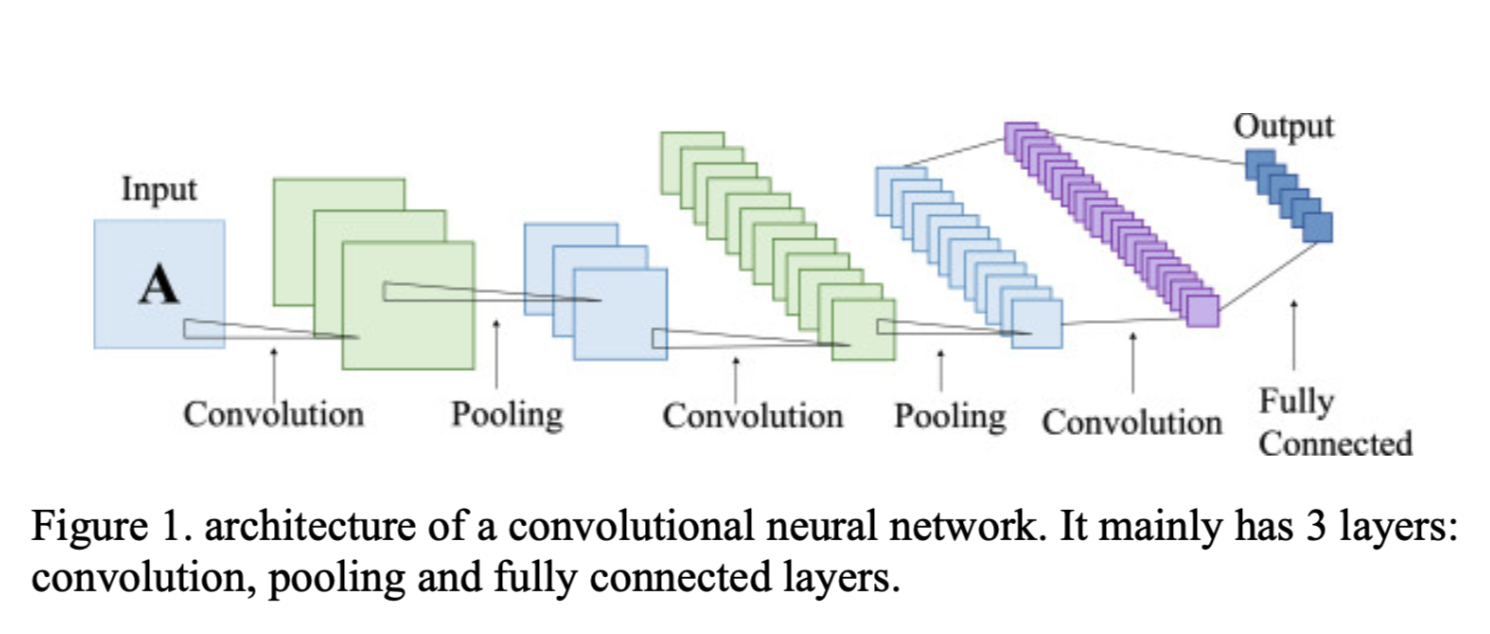 Input
A
Output
Convolution
Pooling
Convolution
Pooling
Convolution
Fully
Connected
Figure 1. architecture of a convolutional neural network. It mainly has 3 layers:
convolution, pooling and fully connected layers.